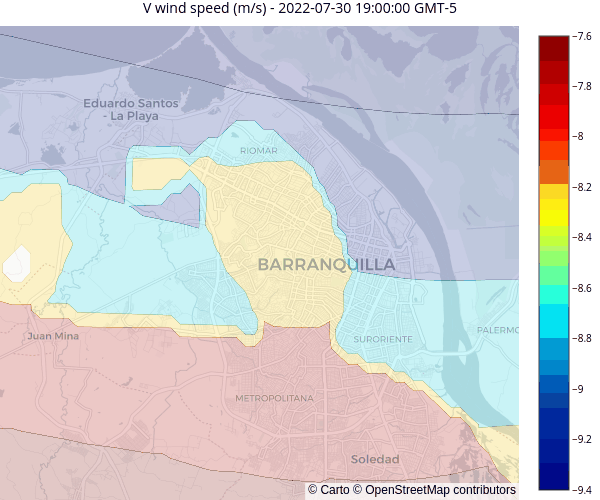 V wind speed (m/s) - 2022-07-30 19:00:00 GMT-5
Eduardo Santos
- La Playa
RIOMAR
BARRANQUILLA
Juan Mina
SURORIENTE
PALERMO
METROPOLITANA
Soledad
© Carto © OpenStreetMap contributors
−7.6
−7.8
−8
−8.2
−8.4
−8.6
−8.8
−9
−9.2
−9.4